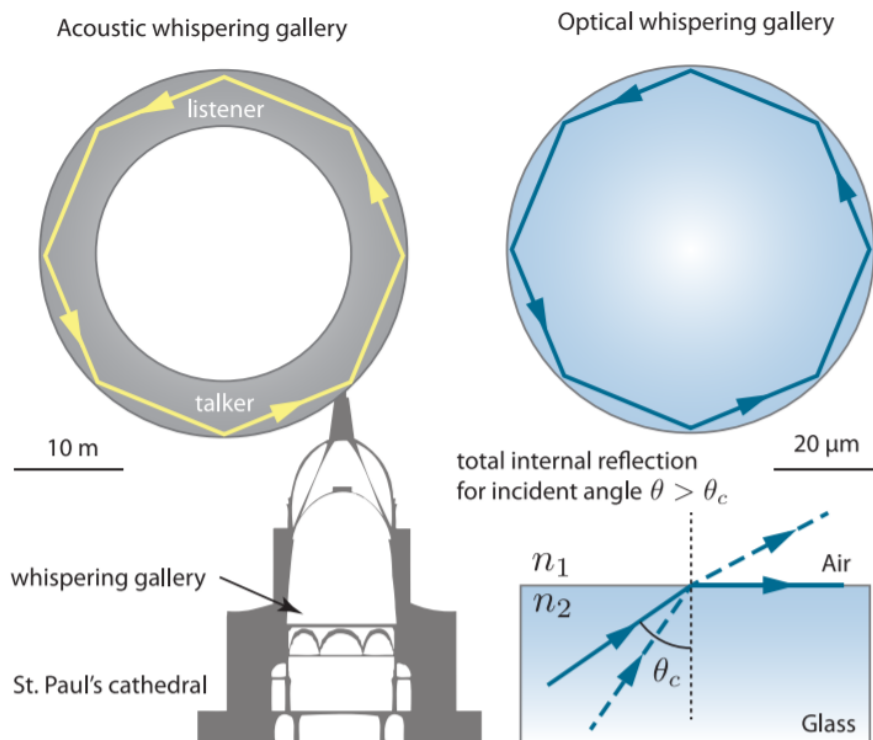 Acoustic whispering gallery
listener
talker
10 m
whispering gallery
St. Paul's cathedral
Optical whispering gallery
20 μm
total internal reflection
for incident angle θ > θc
n1
n2
Air
θc
Glass